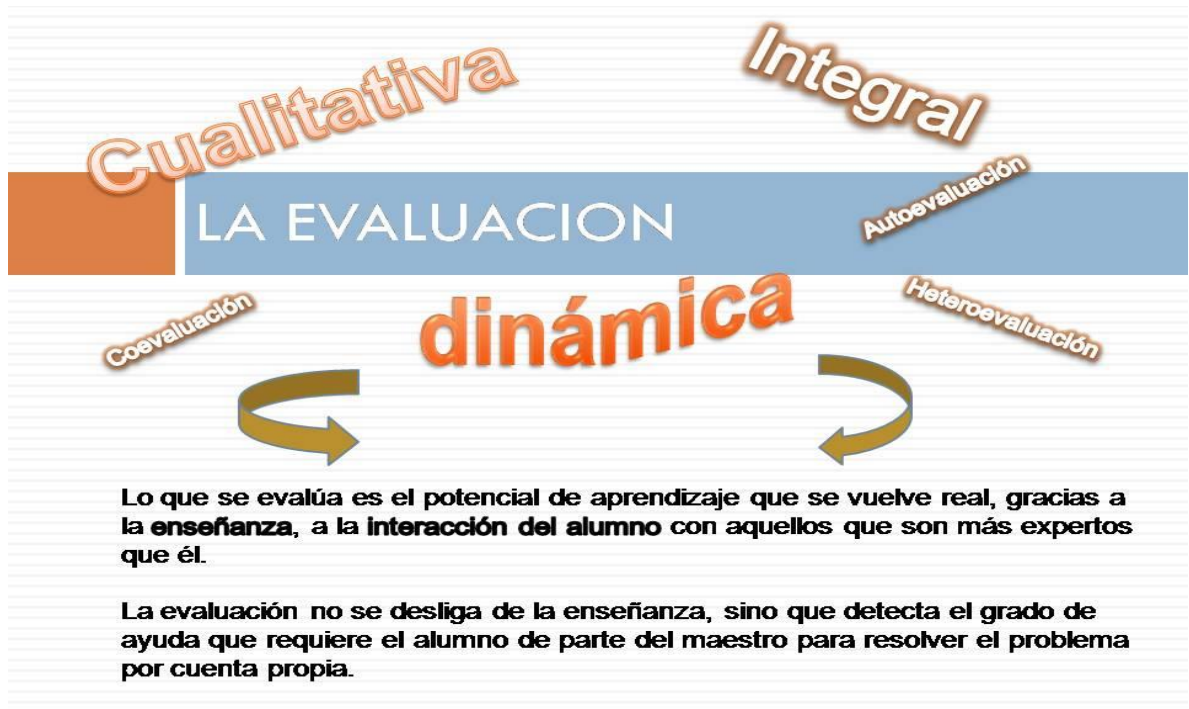 Cualitativa
Integral
Autoevaluación
LA EVALUACION
Coevaluación
dinámica
Heteroevaluación
Lo que se evalúa es el potencial de aprendizaje que se vuelve real, gracias a
la enseñanza, a la interacción del alumno con aquellos que son más expertos
que él.
La evaluación no se desliga de la enseñanza, sino que detecta el grado de
ayuda que requiere el alumno de parte del maestro para resolver el problema
por cuenta propia.